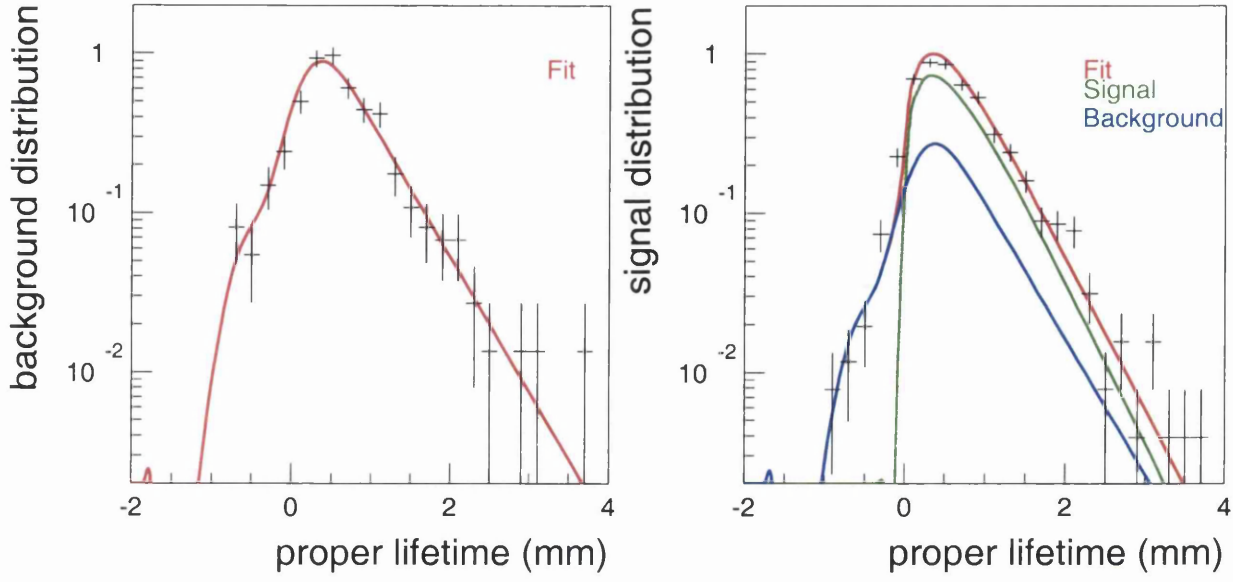 background distribution
1
10 -1
10 -2
Fit
-2 0 2 4
proper lifetime (mm)
signal distribution
1
10 -1
10 -2
Fit
Signal
Background
-2 0 2 4
proper lifetime (mm)